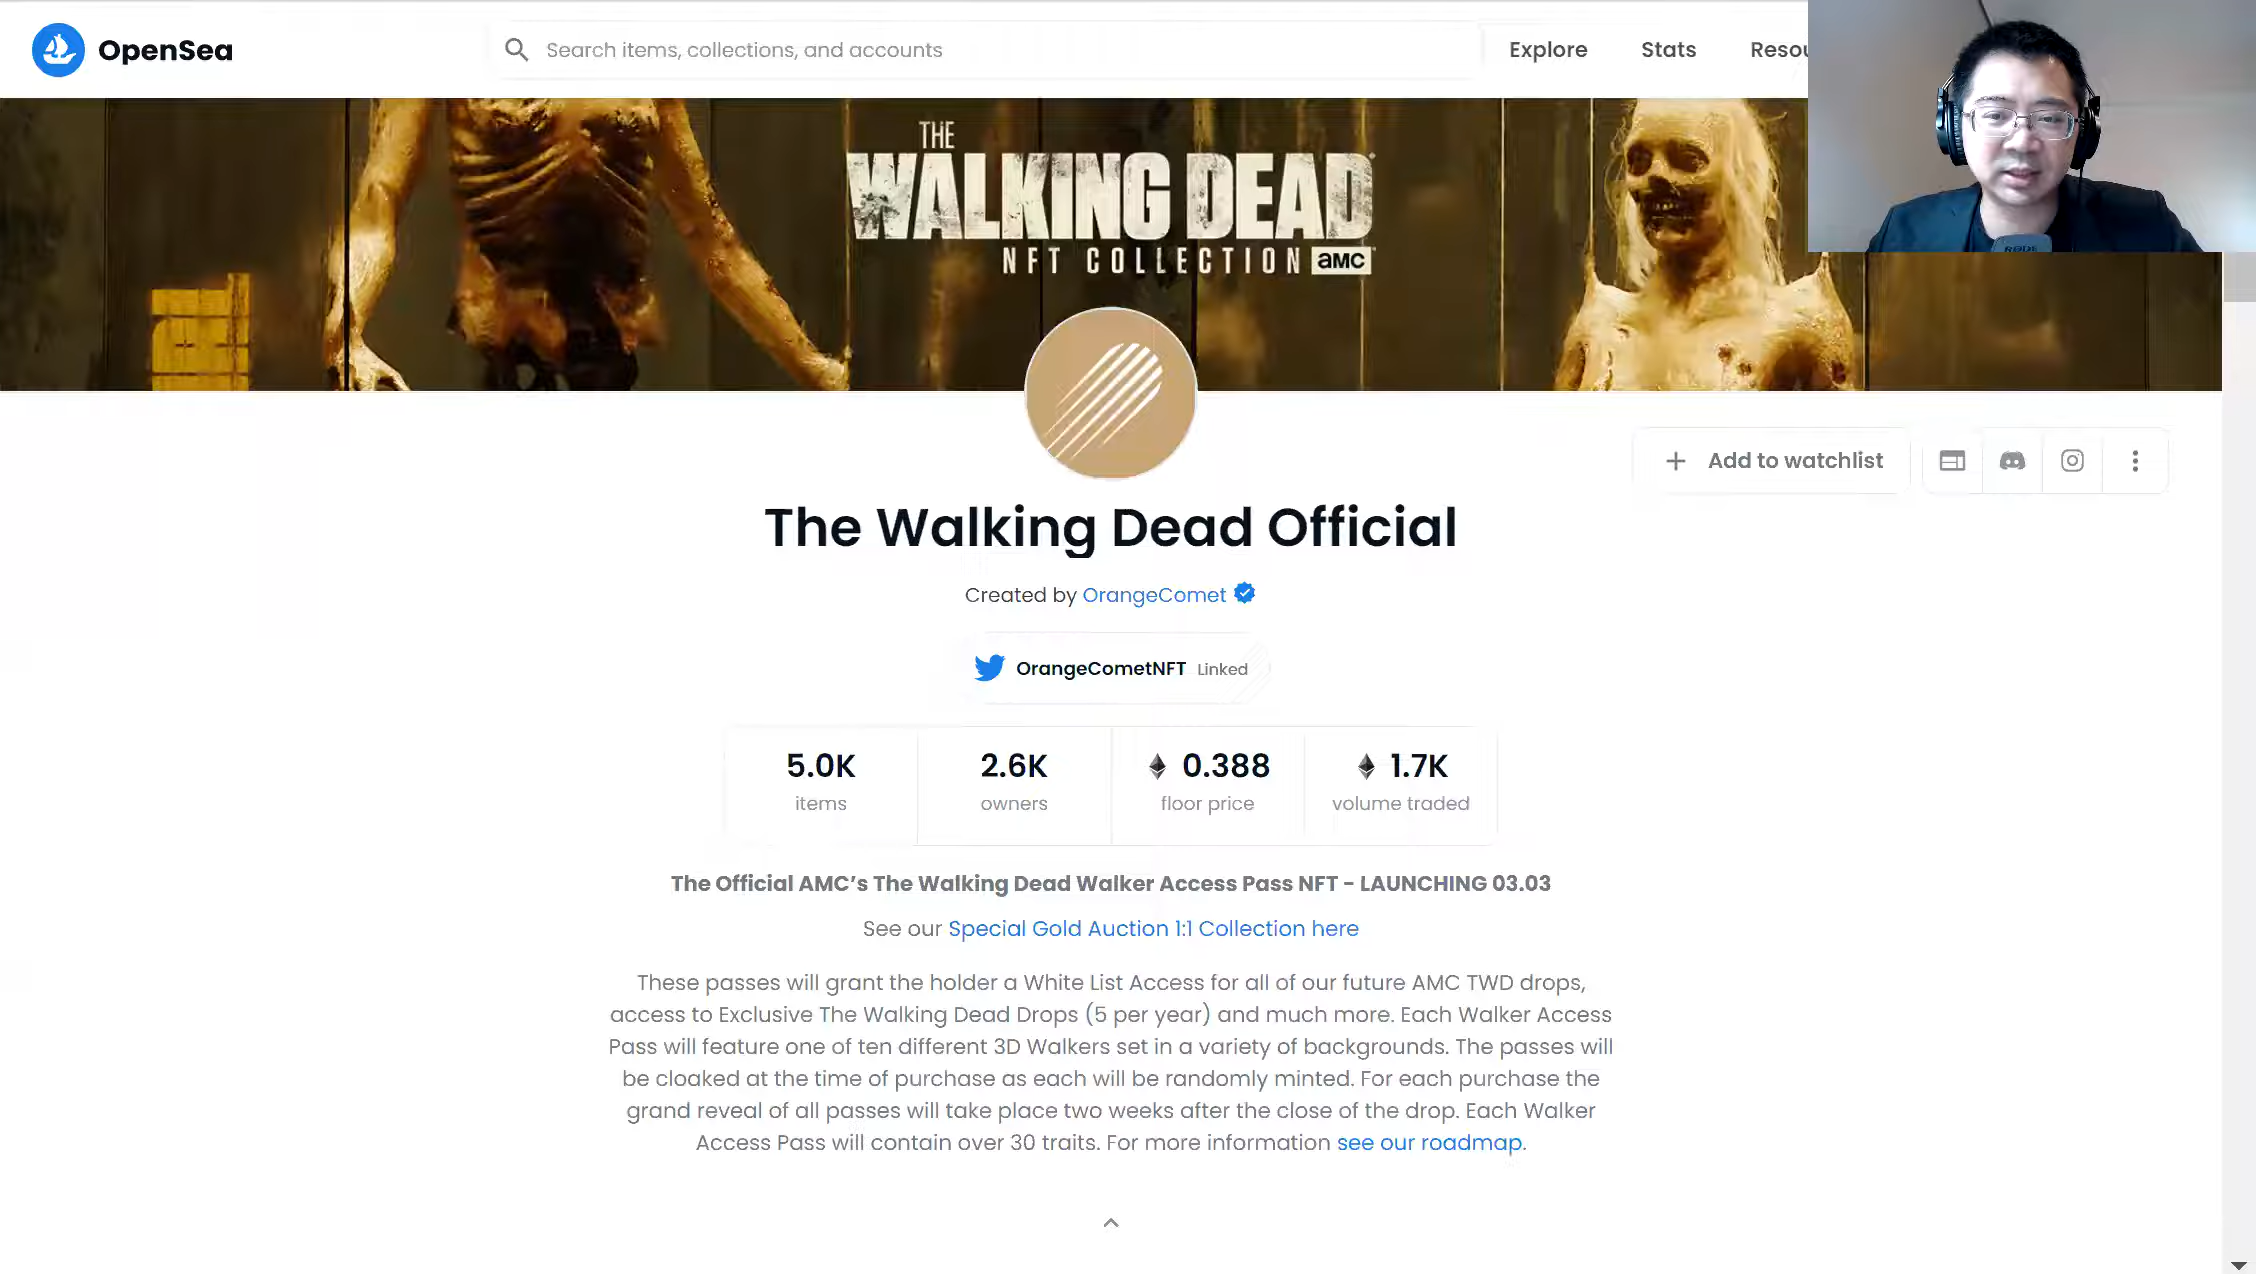 OpenSea
Search items, collections, and accounts
Explore
Stats
Resou
THE
WALKING DEAD
NFT COLLECTION aMC
RØDE
Add to watchlist
The Walking Dead Official
Created by OrangeComet
OrangeCometNFT Linked
5.0K
items
2.6K
owners
0.388
floor price
1.7K
volume traded
The Official AMC’s The Walking Dead Walker Access Pass NFT - LAUNCHING 03.03
See our Special Gold Auction 1:1 Collection here
These passes will grant the holder a White List Access for all of our future AMC TWD drops,
access to Exclusive The Walking Dead Drops (5 per year) and much more. Each Walker Access
Pass will feature one of ten different 3D Walkers set in a variety of backgrounds. The passes will
be cloaked at the time of purchase as each will be randomly minted. For each purchase the
grand reveal of all passes will take place two weeks after the close of the drop. Each Walker
Access Pass will contain over 30 traits. For more information see our roadmap.